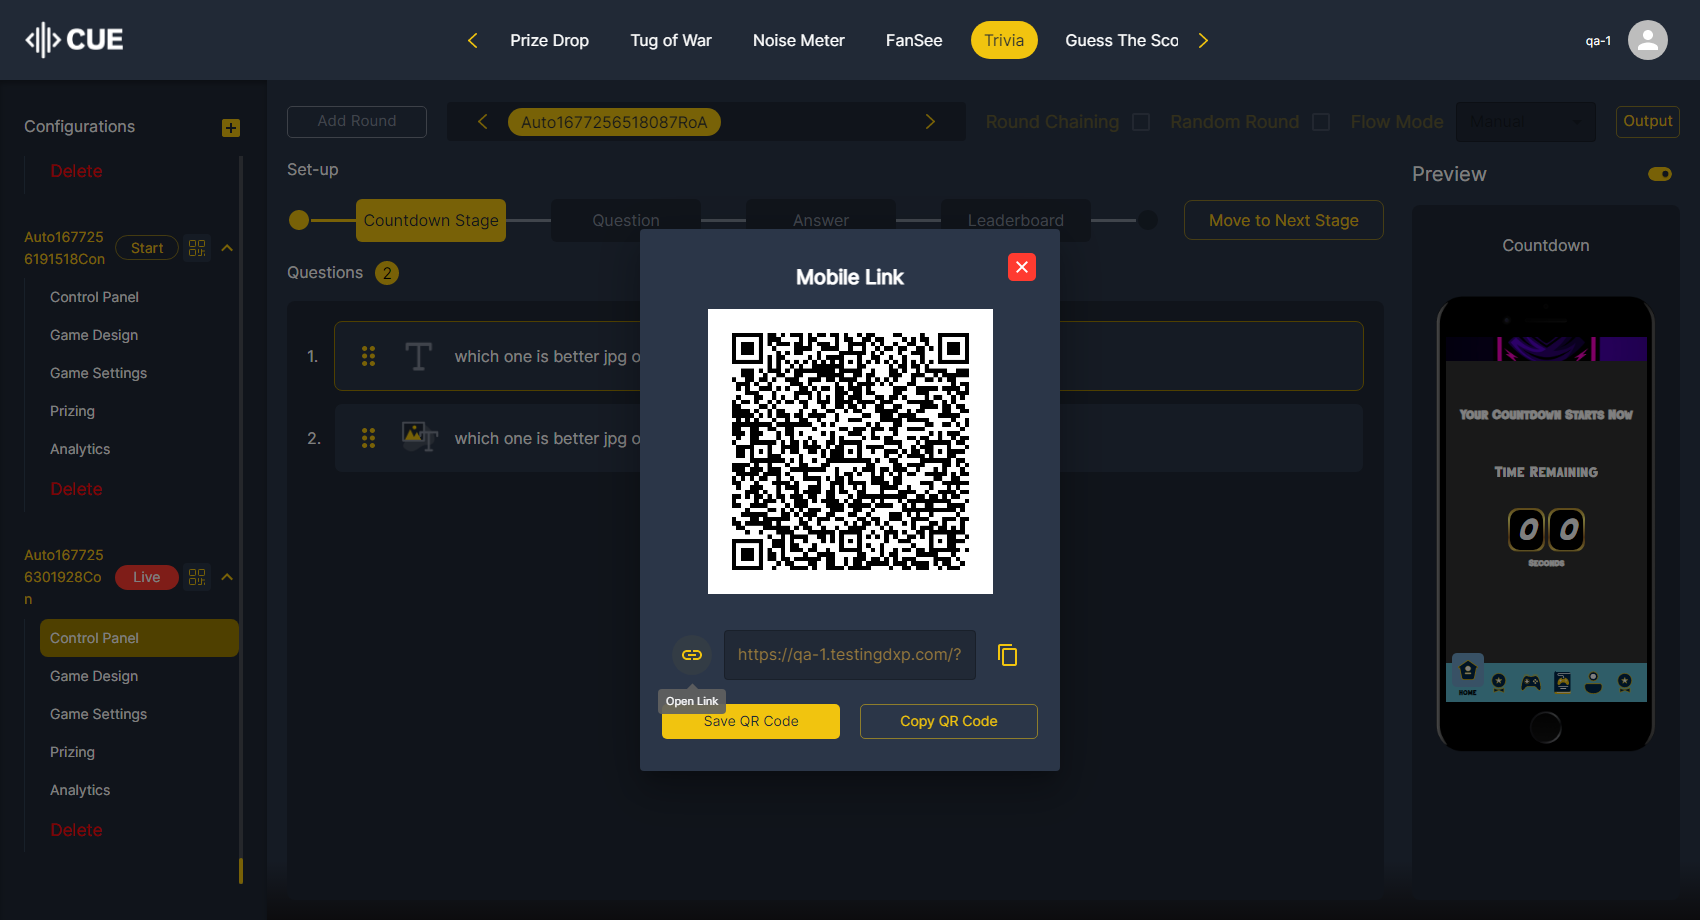 CUE
Prize Drop
Tug of War
Noise Meter
FanSee
Trivia
Guess The Sco
qa-1
Configurations
Delete
Auto167725
6191518Con
Start
Control Panel
Game Design
Game Settings
Prizing
Analytics
Delete
Auto167725
6301928Co
n
Live
Control Panel
Game Design
Game Settings
Prizing
Analytics
Delete
Add Round
Auto1677256518087RoA
Round Chaining
Random Round
Flow Mode
Manual
Output
Set-up
Countdown Stage
Question
Answer
Leaderboard
Move to Next Stage
Questions 2
1. which one is better jpg o
2. which one is better jpg o
Mobile Link
https://qa-1.testingdxp.com/?
Open Link
Save QR Code
Copy QR Code
Preview
Countdown
Your Countdown Starts Now
Time Remaining
0 0
Seconds
HOME